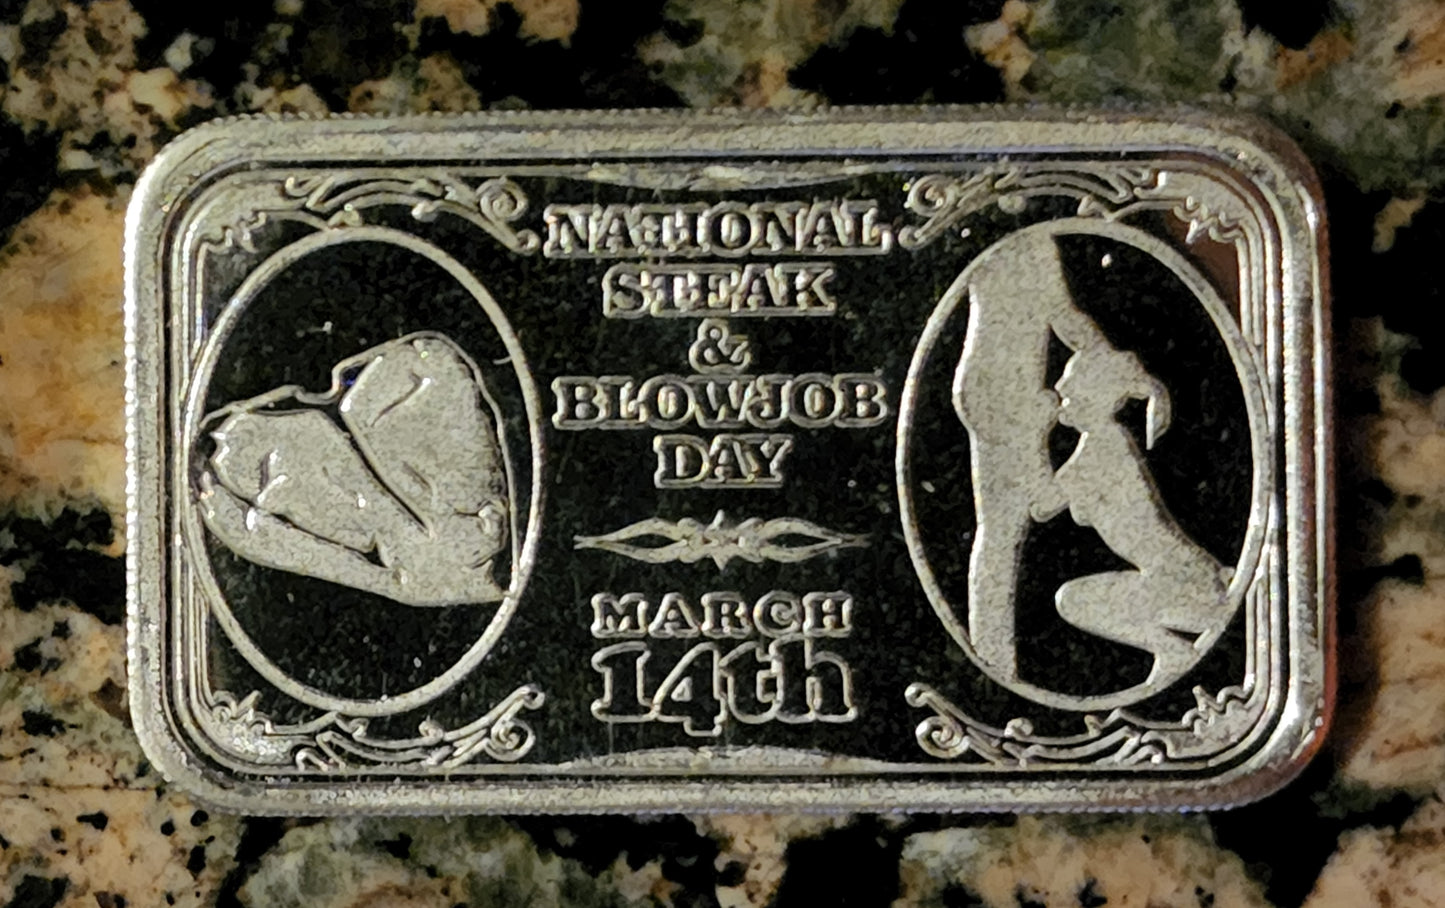 NATIONAL
STEAK
&
BLOWJOB
DAY
MARCH
14th